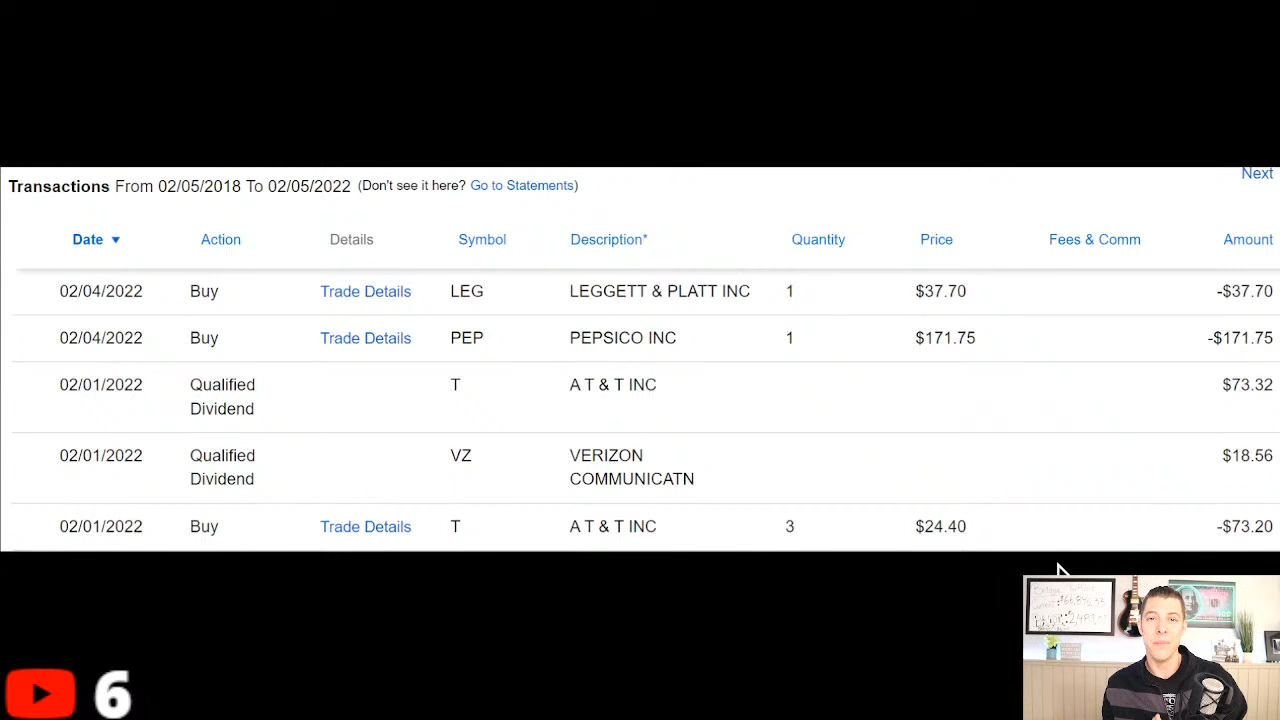 Next
Transactions From 02/05/2018 To 02/05/2022 (Don't see it here? Go to Statements)
Date ▼ Action Details Symbol Description* Quantity Price Fees & Comm Amount
02/04/2022 Buy Trade Details LEG LEGGETT & PLATT INC 1 $37.70 -$37.70
02/04/2022 Buy Trade Details PEP PEPSICO INC 1 $171.75 -$171.75
02/01/2022 Qualified T A T & T INC $73.32
Dividend
02/01/2022 Qualified VZ VERIZON $18.56
Dividend COMMUNICATN
02/01/2022 Buy Trade Details T A T & T INC 3 $24.40 -$73.20
6